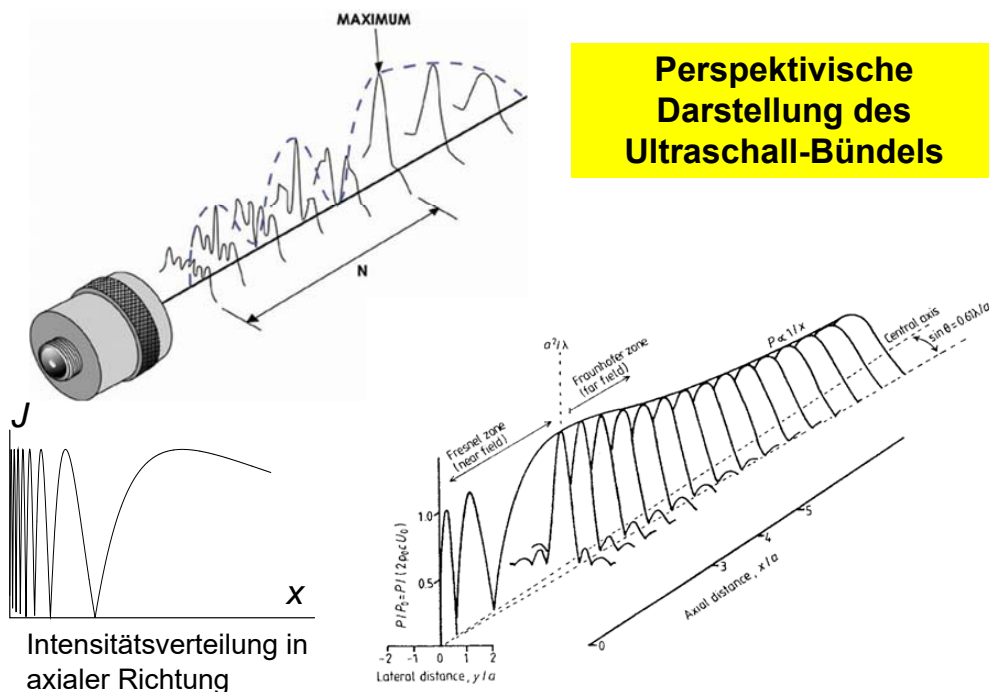 MAXIMUM
N
Perspektivische
Darstellung des
Ultraschall-Bündels
J
x
Intensitätsverteilung in
axialer Richtung
a²/λ
Fresnel zone
(near field)
Fraunhofer zone
(far field)
P ∝ 1/x
Central axis
sin θ = 0.61λ/a
P/P₀ = P/(2ρ₀cU₀)
1.0
0.5
-2 -1 0 1 2
Lateral distance, y/a
0
3
4
5
Axial distance, x/a